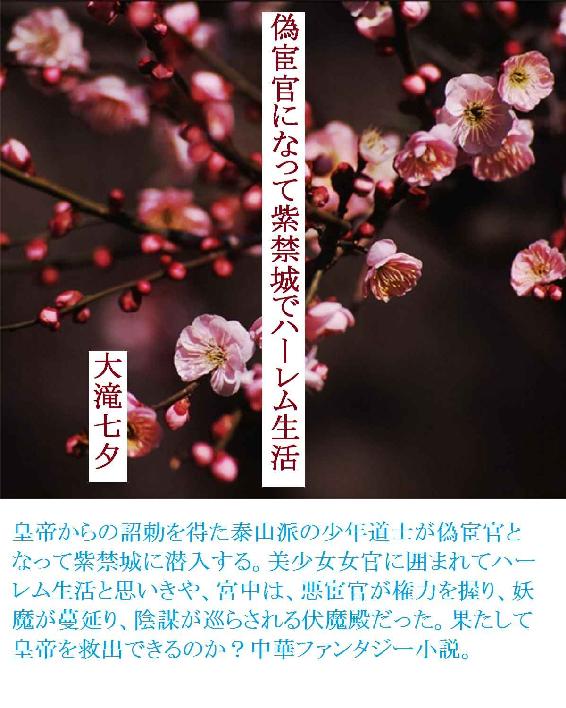 偽宦官になって紫禁城でハーレム生活
大滝七夕
皇帝からの詔勅を得た泰山派の少年道士が偽宦官と
なって紫禁城に潜入する。美少女女官に囲まれてハー
レム生活と思いきや、宮中は、悪宦官が権力を握り、妖
魔が蔓延り、陰謀が巡らされる伏魔殿だった。果たして
皇帝を救出できるのか？中華ファンタジー小説。